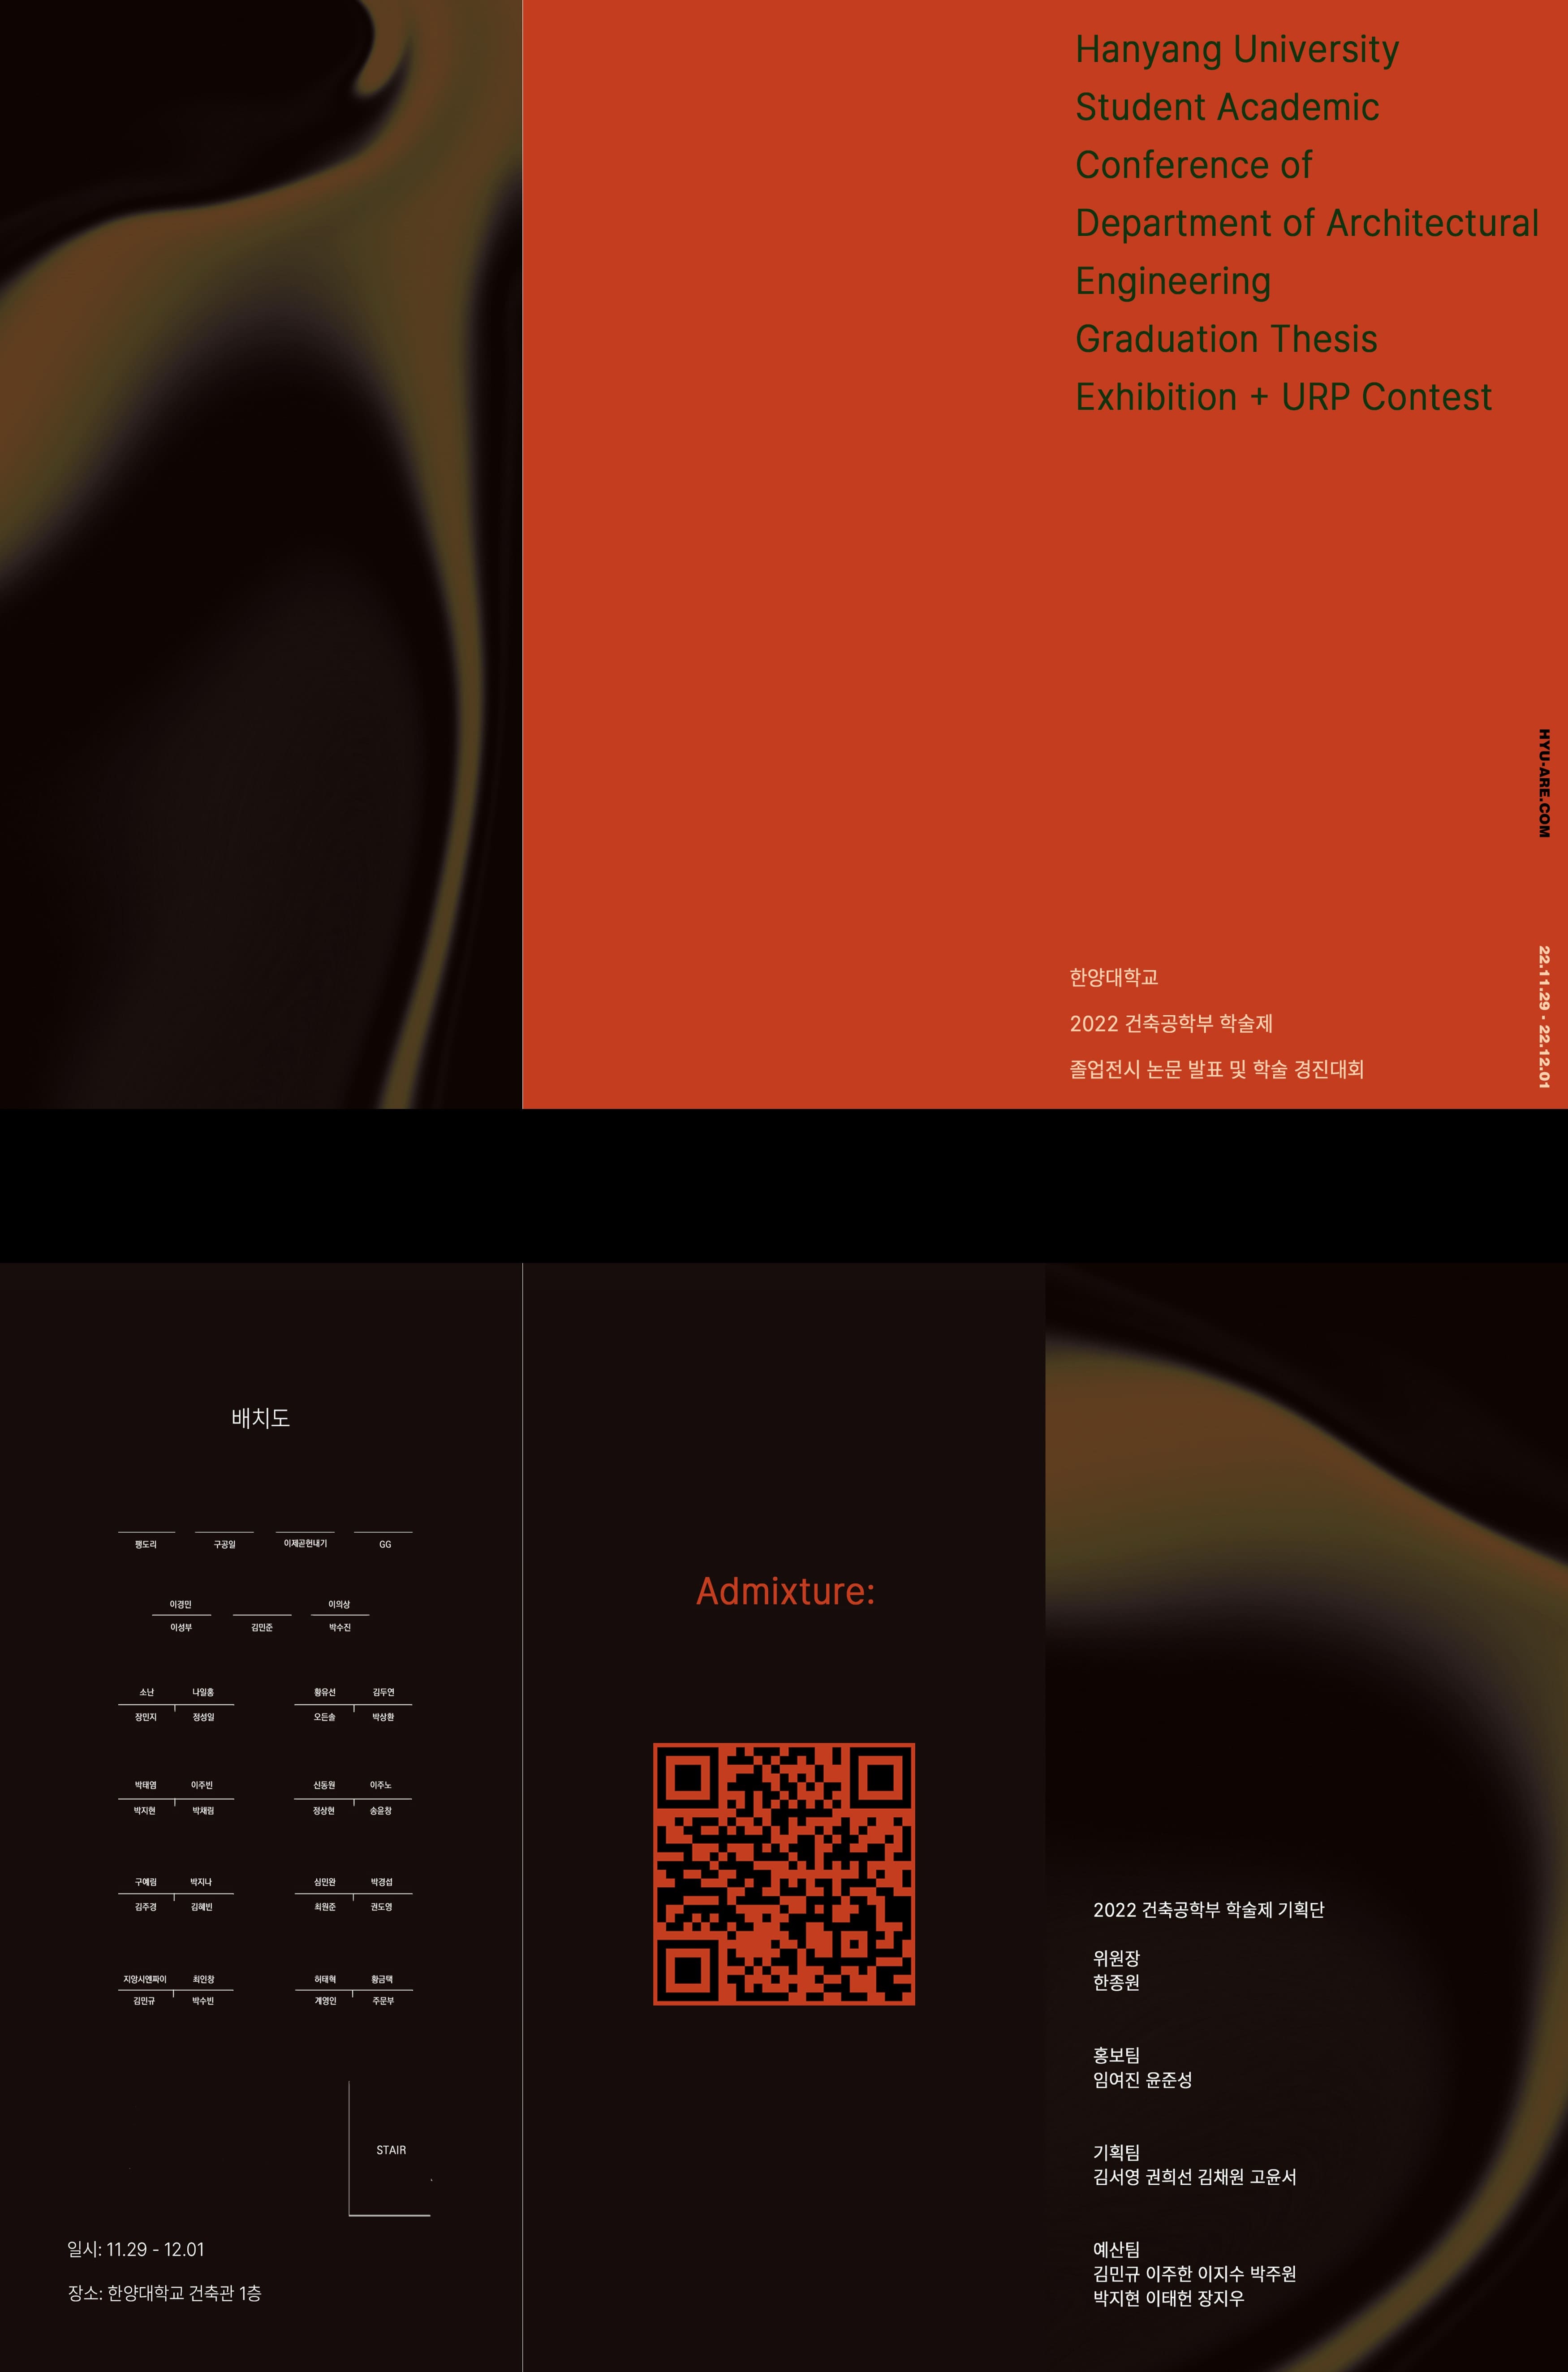 Hanyang University
Student Academic
Conference of
Department of Architectural
Engineering
Graduation Thesis
Exhibition + URP Contest
HYU-ARE.COM
22.11.29 - 22.12.01
한양대학교
2022 건축공학부 학술제
졸업전시 논문 발표 및 학술 경진대회
배치도
팽도리 구공일 이제곧현내기 GG
이경민 이의상
이성부 김민준 박수진
소난 나일홍 황유선 김두연
장민지 정성일 오든솔 박상환
박태염 이주빈 신동원 이주노
박지현 박채림 정상현 송윤창
구예림 박지나 심민완 박경섭
김주경 김혜빈 최원준 권도영
지앙시엔짜이 최인창 허태혁 황금택
김민규 박수빈 계영인 주문부
STAIR
일시: 11.29 - 12.01
장소: 한양대학교 건축관 1층
Admixture:
2022 건축공학부 학술제 기획단
위원장
한종원
홍보팀
임여진 윤준성
기획팀
김서영 권희선 김채원 고윤서
예산팀
김민규 이주한 이지수 박주원
박지현 이태헌 장지우